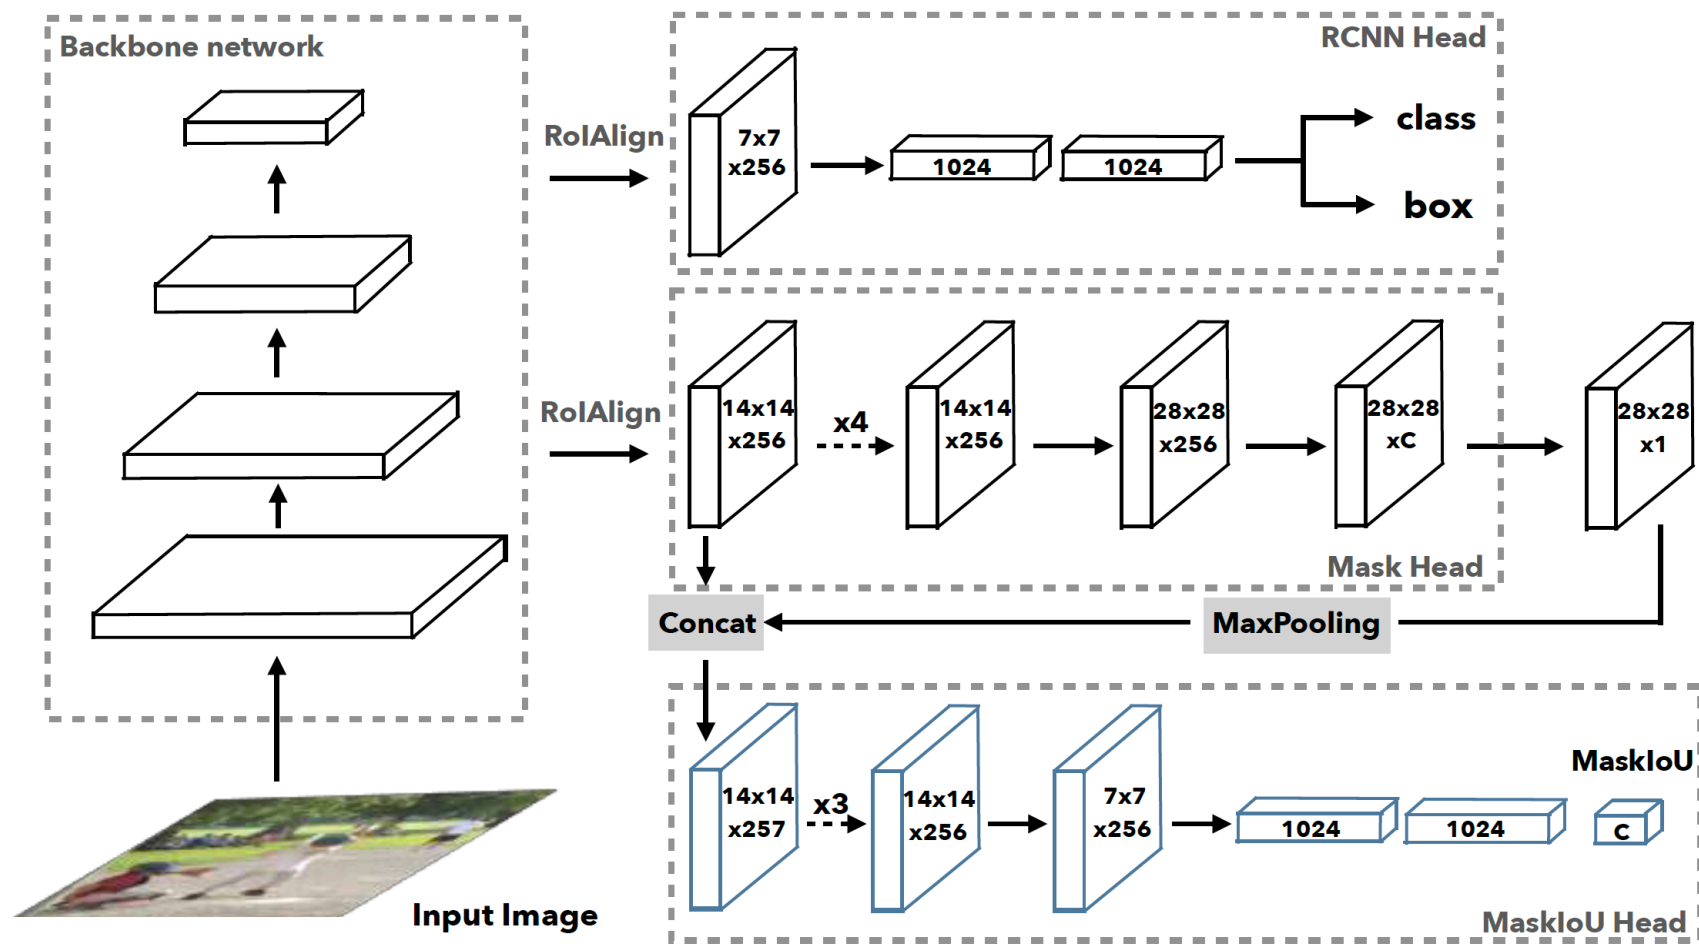 Backbone network
RCNN Head
RoIAlign
7x7
x256
1024
1024
class
box
RoIAlign
14x14
x256
x4
14x14
x256
28x28
x256
28x28
xC
28x28
x1
Mask Head
Concat
MaxPooling
MaskIoU
14x14
x257
x3
14x14
x256
7x7
x256
1024
1024
C
Input Image
MaskIoU Head